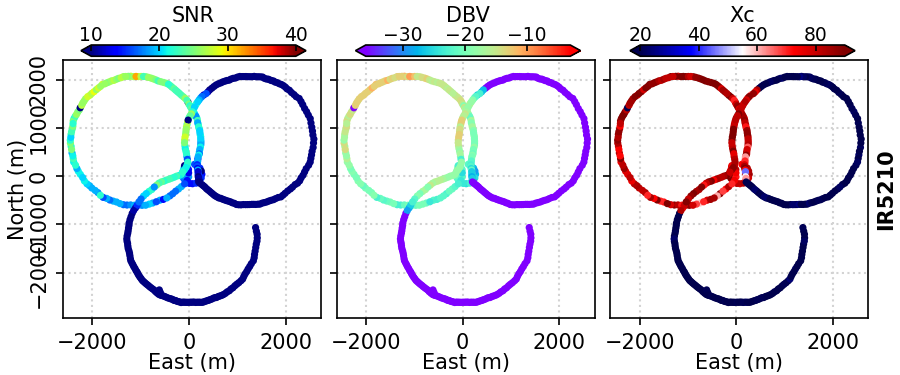 SNR DBV Xc
10 20 30 40 −30 −20 −10 20 40 60 80
North (m)
2000
1000
0
−1000
−2000
IR5210
−2000 0 2000 −2000 0 2000 −2000 0 2000
East (m) East (m) East (m)